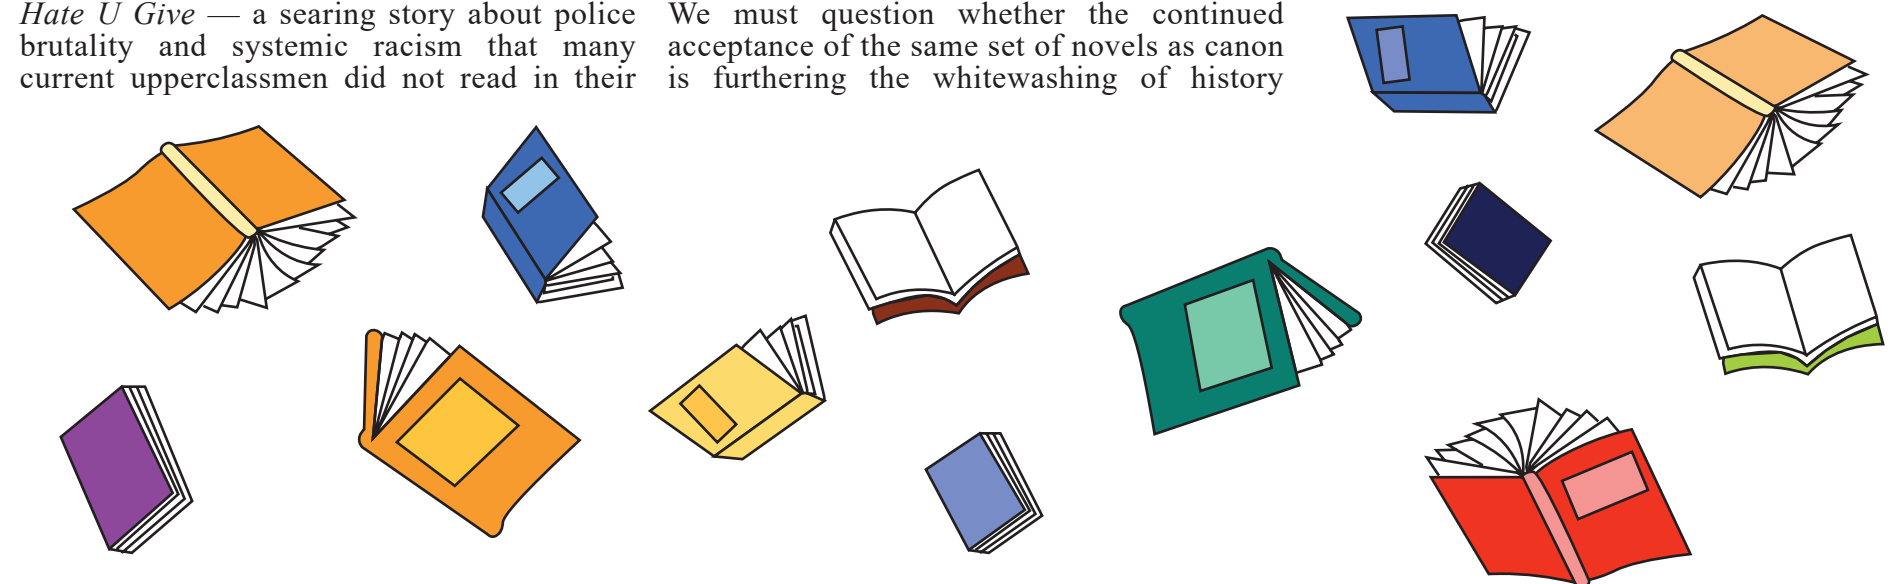 Hate U Give — a searing story about police
brutality and systemic racism that many
current upperclassmen did not read in their
We must question whether the continued
acceptance of the same set of novels as canon
is furthering the whitewashing of history